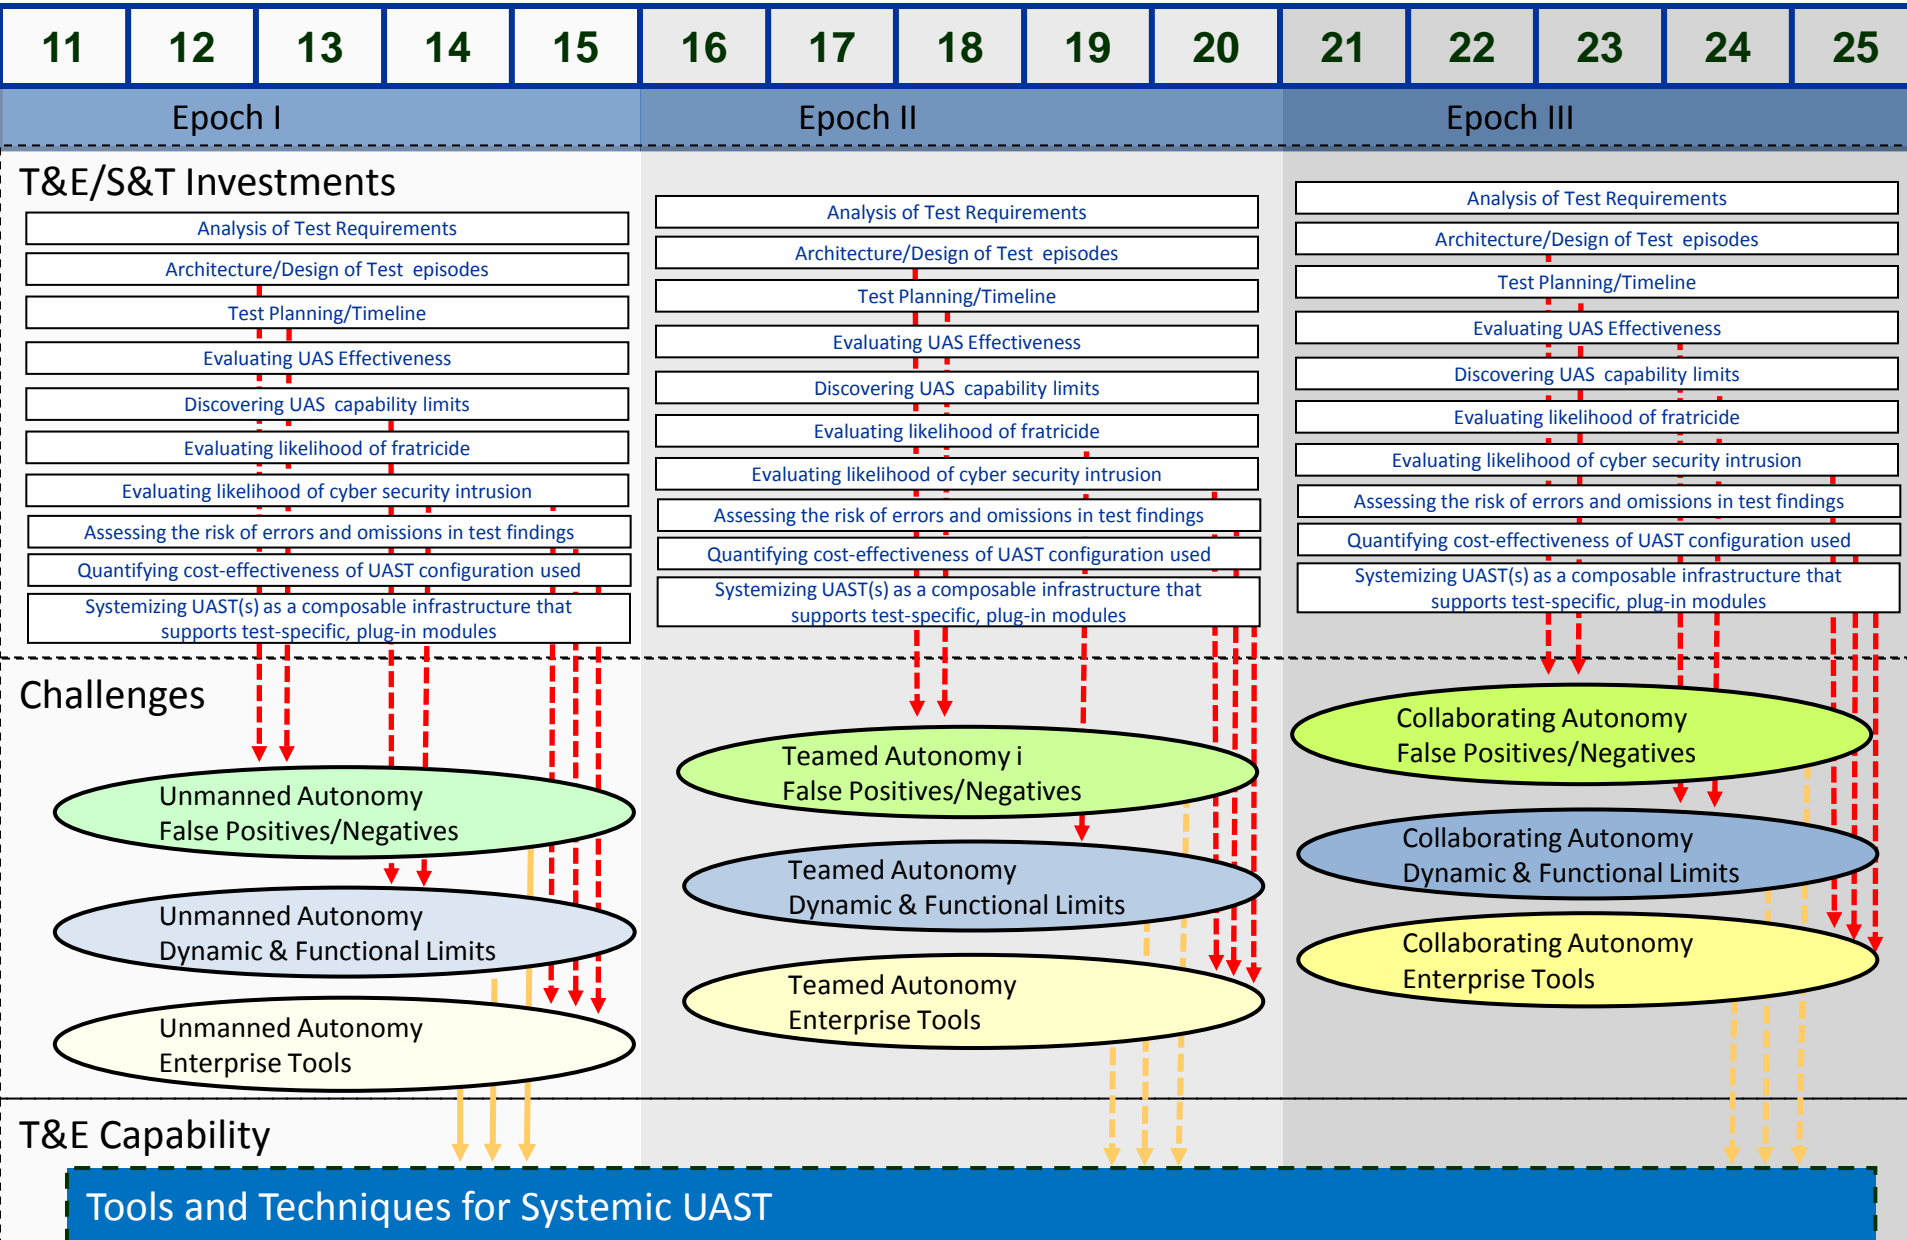 11 12 13 14 15 16 17 18 19 20 21 22 23 24 25
Epoch I
Epoch II
Epoch III
T&E/S&T Investments
Analysis of Test Requirements
Architecture/Design of Test episodes
Test Planning/Timeline
Evaluating UAS Effectiveness
Discovering UAS capability limits
Evaluating likelihood of fratricide
Evaluating likelihood of cyber security intrusion
Assessing the risk of errors and omissions in test findings
Quantifying cost-effectiveness of UAST configuration used
Systemizing UAST(s) as a composable infrastructure that
supports test-specific, plug-in modules
Analysis of Test Requirements
Architecture/Design of Test episodes
Test Planning/Timeline
Evaluating UAS Effectiveness
Discovering UAS capability limits
Evaluating likelihood of fratricide
Evaluating likelihood of cyber security intrusion
Assessing the risk of errors and omissions in test findings
Quantifying cost-effectiveness of UAST configuration used
Systemizing UAST(s) as a composable infrastructure that
supports test-specific, plug-in modules
Analysis of Test Requirements
Architecture/Design of Test episodes
Test Planning/Timeline
Evaluating UAS Effectiveness
Discovering UAS capability limits
Evaluating likelihood of fratricide
Evaluating likelihood of cyber security intrusion
Assessing the risk of errors and omissions in test findings
Quantifying cost-effectiveness of UAST configuration used
Systemizing UAST(s) as a composable infrastructure that
supports test-specific, plug-in modules
Challenges
Unmanned Autonomy
False Positives/Negatives
Unmanned Autonomy
Dynamic & Functional Limits
Unmanned Autonomy
Enterprise Tools
Teamed Autonomy i
False Positives/Negatives
Teamed Autonomy
Dynamic & Functional Limits
Teamed Autonomy
Enterprise Tools
Collaborating Autonomy
False Positives/Negatives
Collaborating Autonomy
Dynamic & Functional Limits
Collaborating Autonomy
Enterprise Tools
T&E Capability
Tools and Techniques for Systemic UAST